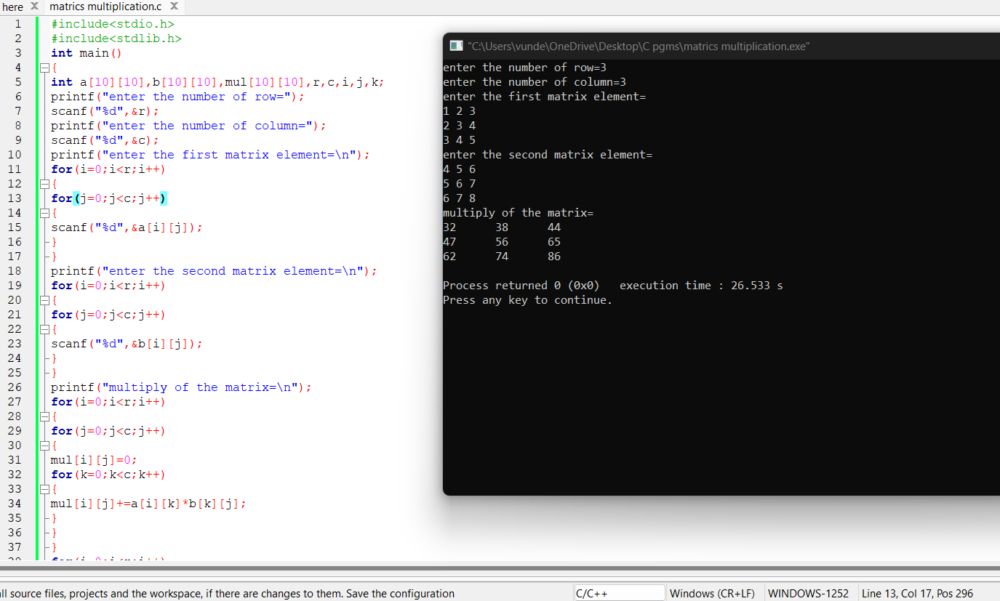 here X matrics multiplication.c X
1 #include<stdio.h>
2 #include<stdlib.h>
3 int main()
4 {
5 int a[10][10],b[10][10],mul[10][10],r,c,i,j,k;
6 printf("enter the number of row=");
7 scanf("%d",&r);
8 printf("enter the number of column=");
9 scanf("%d",&c);
10 printf("enter the first matrix element=\n");
11 for(i=0;i<r;i++)
12 {
13 for(j=0;j<c;j++)
14 {
15 scanf("%d",&a[i][j]);
16 }
17 }
18 printf("enter the second matrix element=\n");
19 for(i=0;i<r;i++)
20 {
21 for(j=0;j<c;j++)
22 {
23 scanf("%d",&b[i][j]);
24 }
25 }
26 printf("multiply of the matrix=\n");
27 for(i=0;i<r;i++)
28 {
29 for(j=0;j<c;j++)
30 {
31 mul[i][j]=0;
32 for(k=0;k<c;k++)
33 {
34 mul[i][j]+=a[i][k]*b[k][j];
35 }
36 }
37 }
"C:\Users\vunde\OneDrive\Desktop\C pgms\matrics multiplication.exe"
enter the number of row=3
enter the number of column=3
enter the first matrix element=
1 2 3
2 3 4
3 4 5
enter the second matrix element=
4 5 6
5 6 7
6 7 8
multiply of the matrix=
32 38 44
47 56 65
62 74 86
Process returned 0 (0x0) execution time : 26.533 s
Press any key to continue.
ll source files, projects and the workspace, if there are changes to them. Save the configuration C/C++ Windows (CR+LF) WINDOWS-1252 Line 13, Col 17, Pos 296